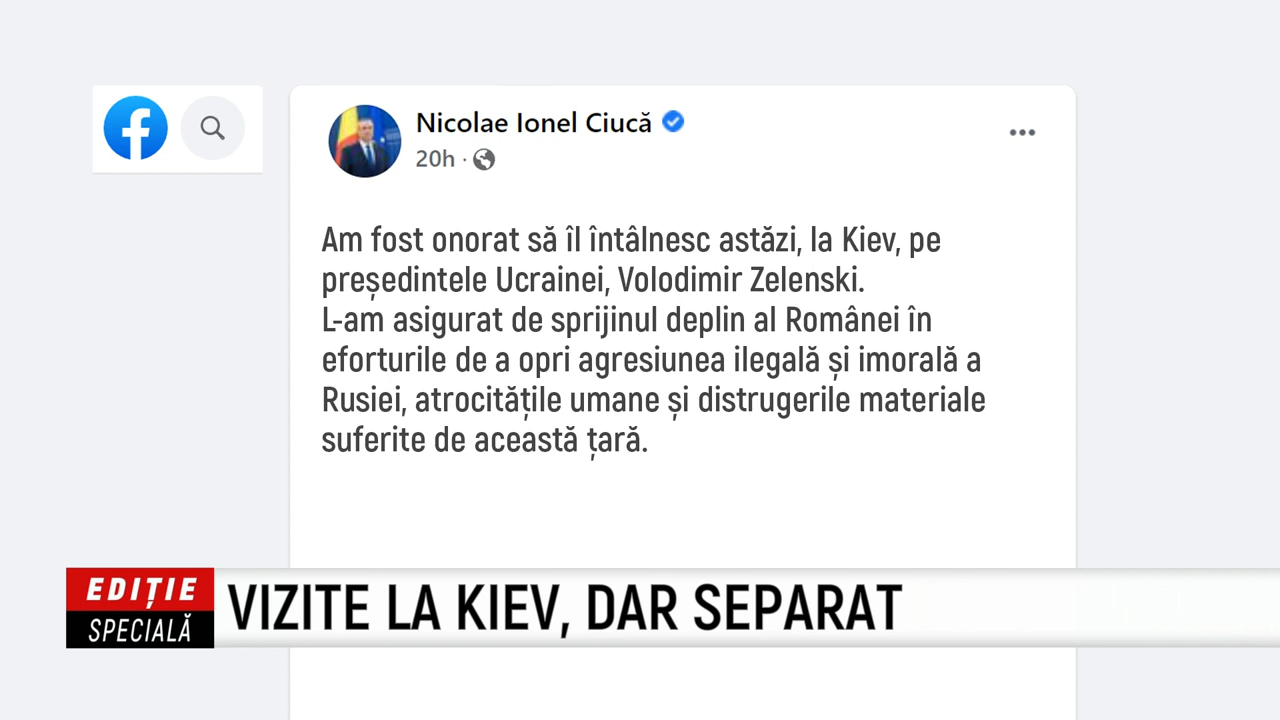 Nicolae Ionel Ciucă
20h ·
Am fost onorat să îl întâlnesc astăzi, la Kiev, pe
președintele Ucrainei, Volodimir Zelenski.
L-am asigurat de sprijinul deplin al Românei în
eforturile de a opri agresiunea ilegală și imorală a
Rusiei, atrocitățile umane și distrugerile materiale
suferite de această țară.
EDIȚIE
SPECIALĂ
VIZITE LA KIEV, DAR SEPARAT